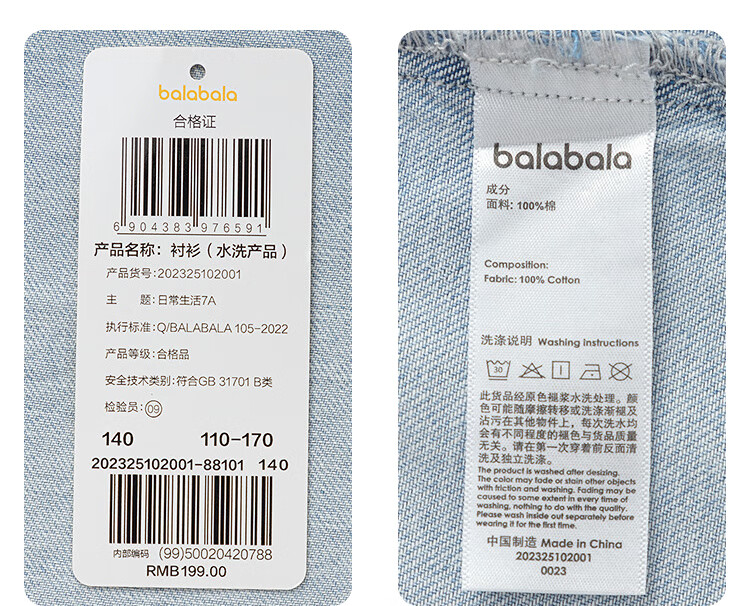 balabala
合格证
6 904383 976591
产品名称: 衬衫（水洗产品）
产品货号:202325102001
主 题:日常生活7A
执行标准:Q/BALABALA 105-2022
产品等级:合格品
安全技术类别:符合GB 31701 B类
检验员:09
140 110-170
202325102001-88101 140
内部编码 (99)50020420788
RMB199.00
balabala
成分
面料: 100%棉
Composition:
Fabric: 100% Cotton
洗涤说明 Washing instructions
30
此货品经原色褪浆水洗处理。颜
色可能随摩擦转移或洗涤渐褪及
沾污在其他物件上，每次洗水均
会有不同程度的褪色与货品质量
无关。请在第一次穿着前反面清
洗及独立洗涤。
The product is washed after desizing.
The color may fade or stain other objects
with friction and washing. Fading may be
caused to some extent in every time of
washing, nothing to do with the quality.
Please wash inside out separately before
wearing it for the first time.
中国制造 Made in China
202325102001
0023